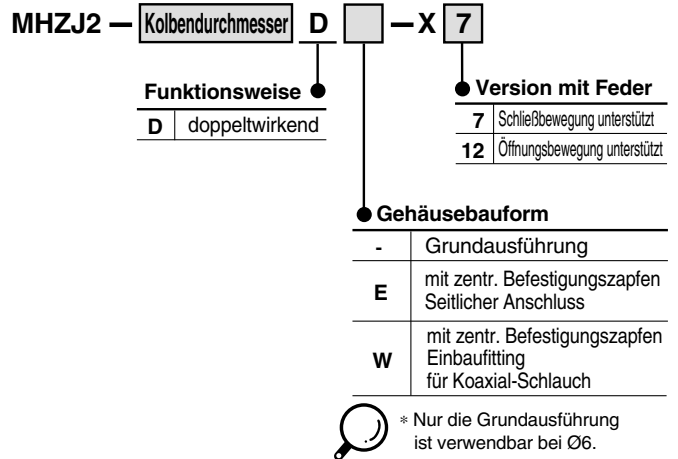 MHZJ2 — Kolbendurchmesser D — X 7
Funktionsweise
D doppeltwirkend
Version mit Feder
7 Schließbewegung unterstützt
12 Öffnungsbewegung unterstützt
Gehäusebauform
- Grundausführung
E mit zentr. Befestigungszapfen
Seitlicher Anschluss
W mit zentr. Befestigungszapfen
Einbaufitting
für Koaxial-Schlauch
* Nur die Grundausführung
ist verwendbar bei Ø6.